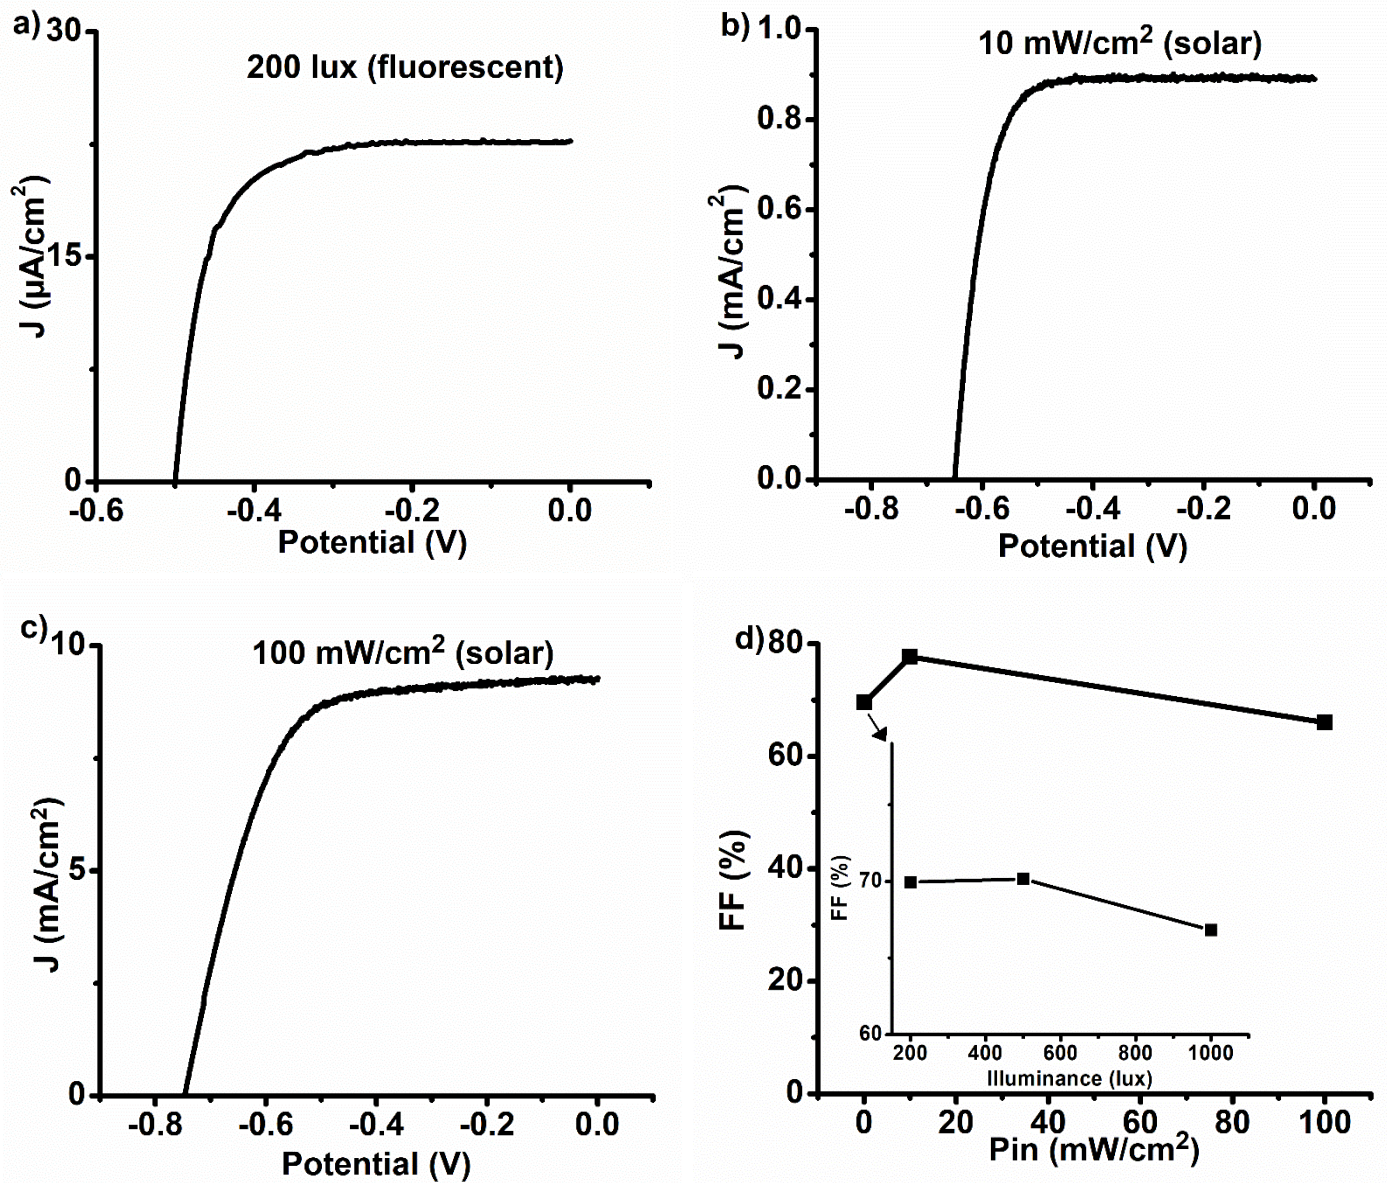 a)
200 lux (fluorescent)
30
15
0
J (µA/cm²)
-0.6 -0.4 -0.2 0.0
Potential (V)
b)
10 mW/cm² (solar)
1.0
0.8
0.6
0.4
0.2
0.0
J (mA/cm²)
-0.8 -0.6 -0.4 -0.2 0.0
Potential (V)
c)
100 mW/cm² (solar)
10
5
0
J (mA/cm²)
-0.8 -0.6 -0.4 -0.2 0.0
Potential (V)
d)
80
60
40
20
0
FF (%)
70
60
FF (%)
200 400 600 800 1000
Illuminance (lux)
0 20 40 60 80 100
Pin (mW/cm²)